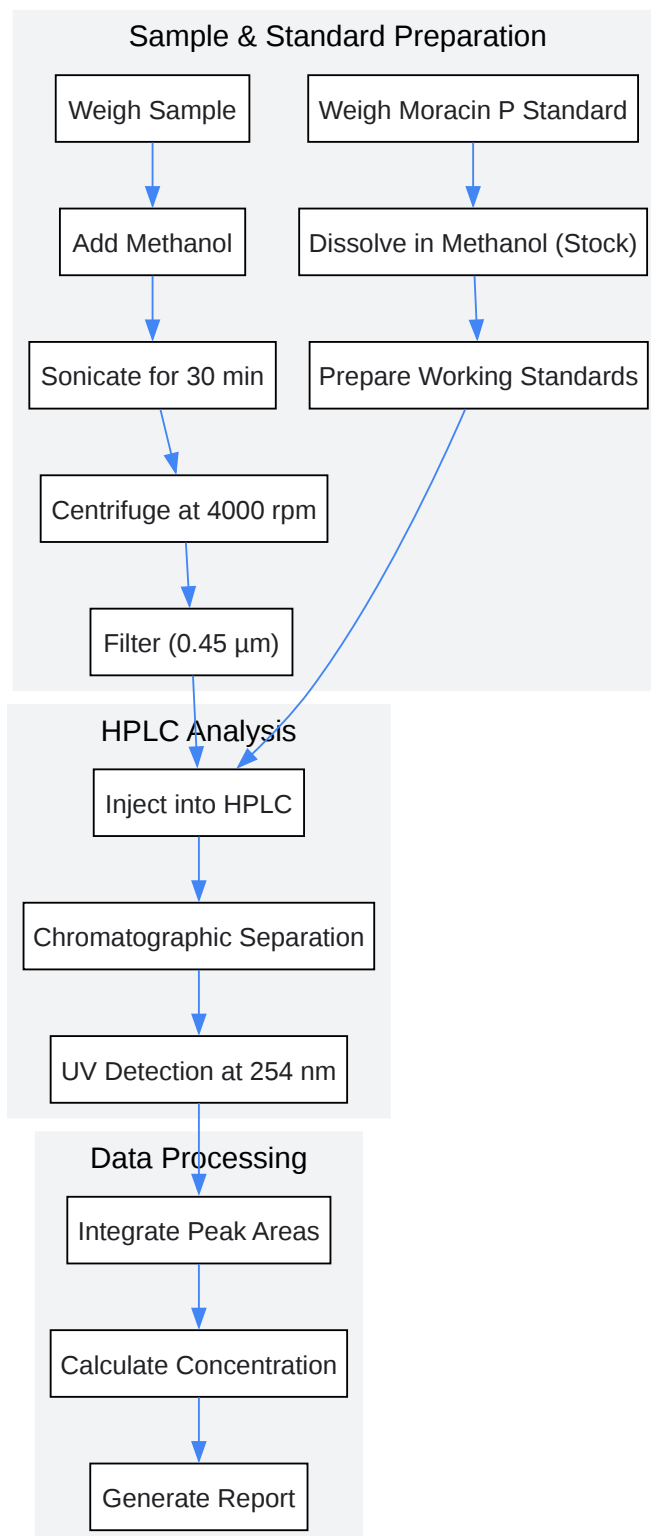 Sample & Standard Preparation
Weigh Sample
Weigh Moracin P Standard
Add Methanol
Dissolve in Methanol (Stock)
Sonicate for 30 min
Prepare Working Standards
Centrifuge at 4000 rpm
Filter (0.45 µm)
HPLC Analysis
Inject into HPLC
Chromatographic Separation
UV Detection at 254 nm
Data Processing
Integrate Peak Areas
Calculate Concentration
Generate Report